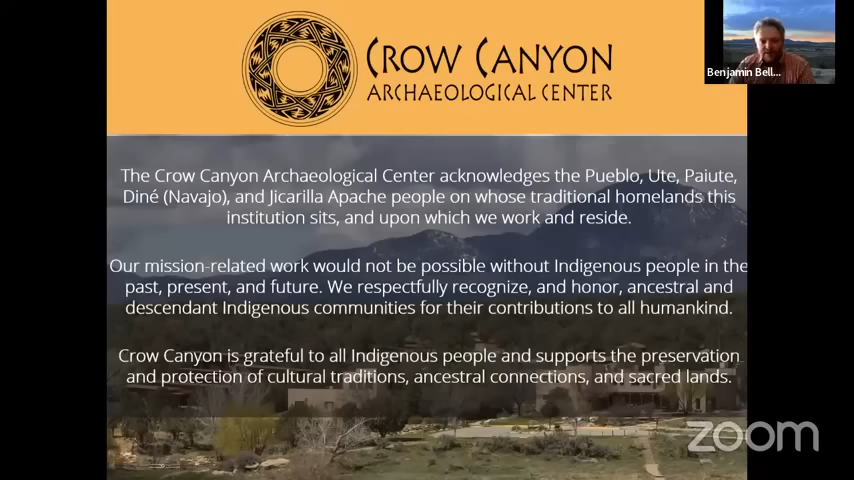 CROW CANYON
ARCHAEOLOGICAL CENTER
Benjamin Bell...
The Crow Canyon Archaeological Center acknowledges the Pueblo, Ute, Paiute,
Diné (Navajo), and Jicarilla Apache people on whose traditional homelands this
institution sits, and upon which we work and reside.
Our mission-related work would not be possible without Indigenous people in the
past, present, and future. We respectfully recognize, and honor, ancestral and
descendant Indigenous communities for their contributions to all humankind.
Crow Canyon is grateful to all Indigenous people and supports the preservation
and protection of cultural traditions, ancestral connections, and sacred lands.
zoom